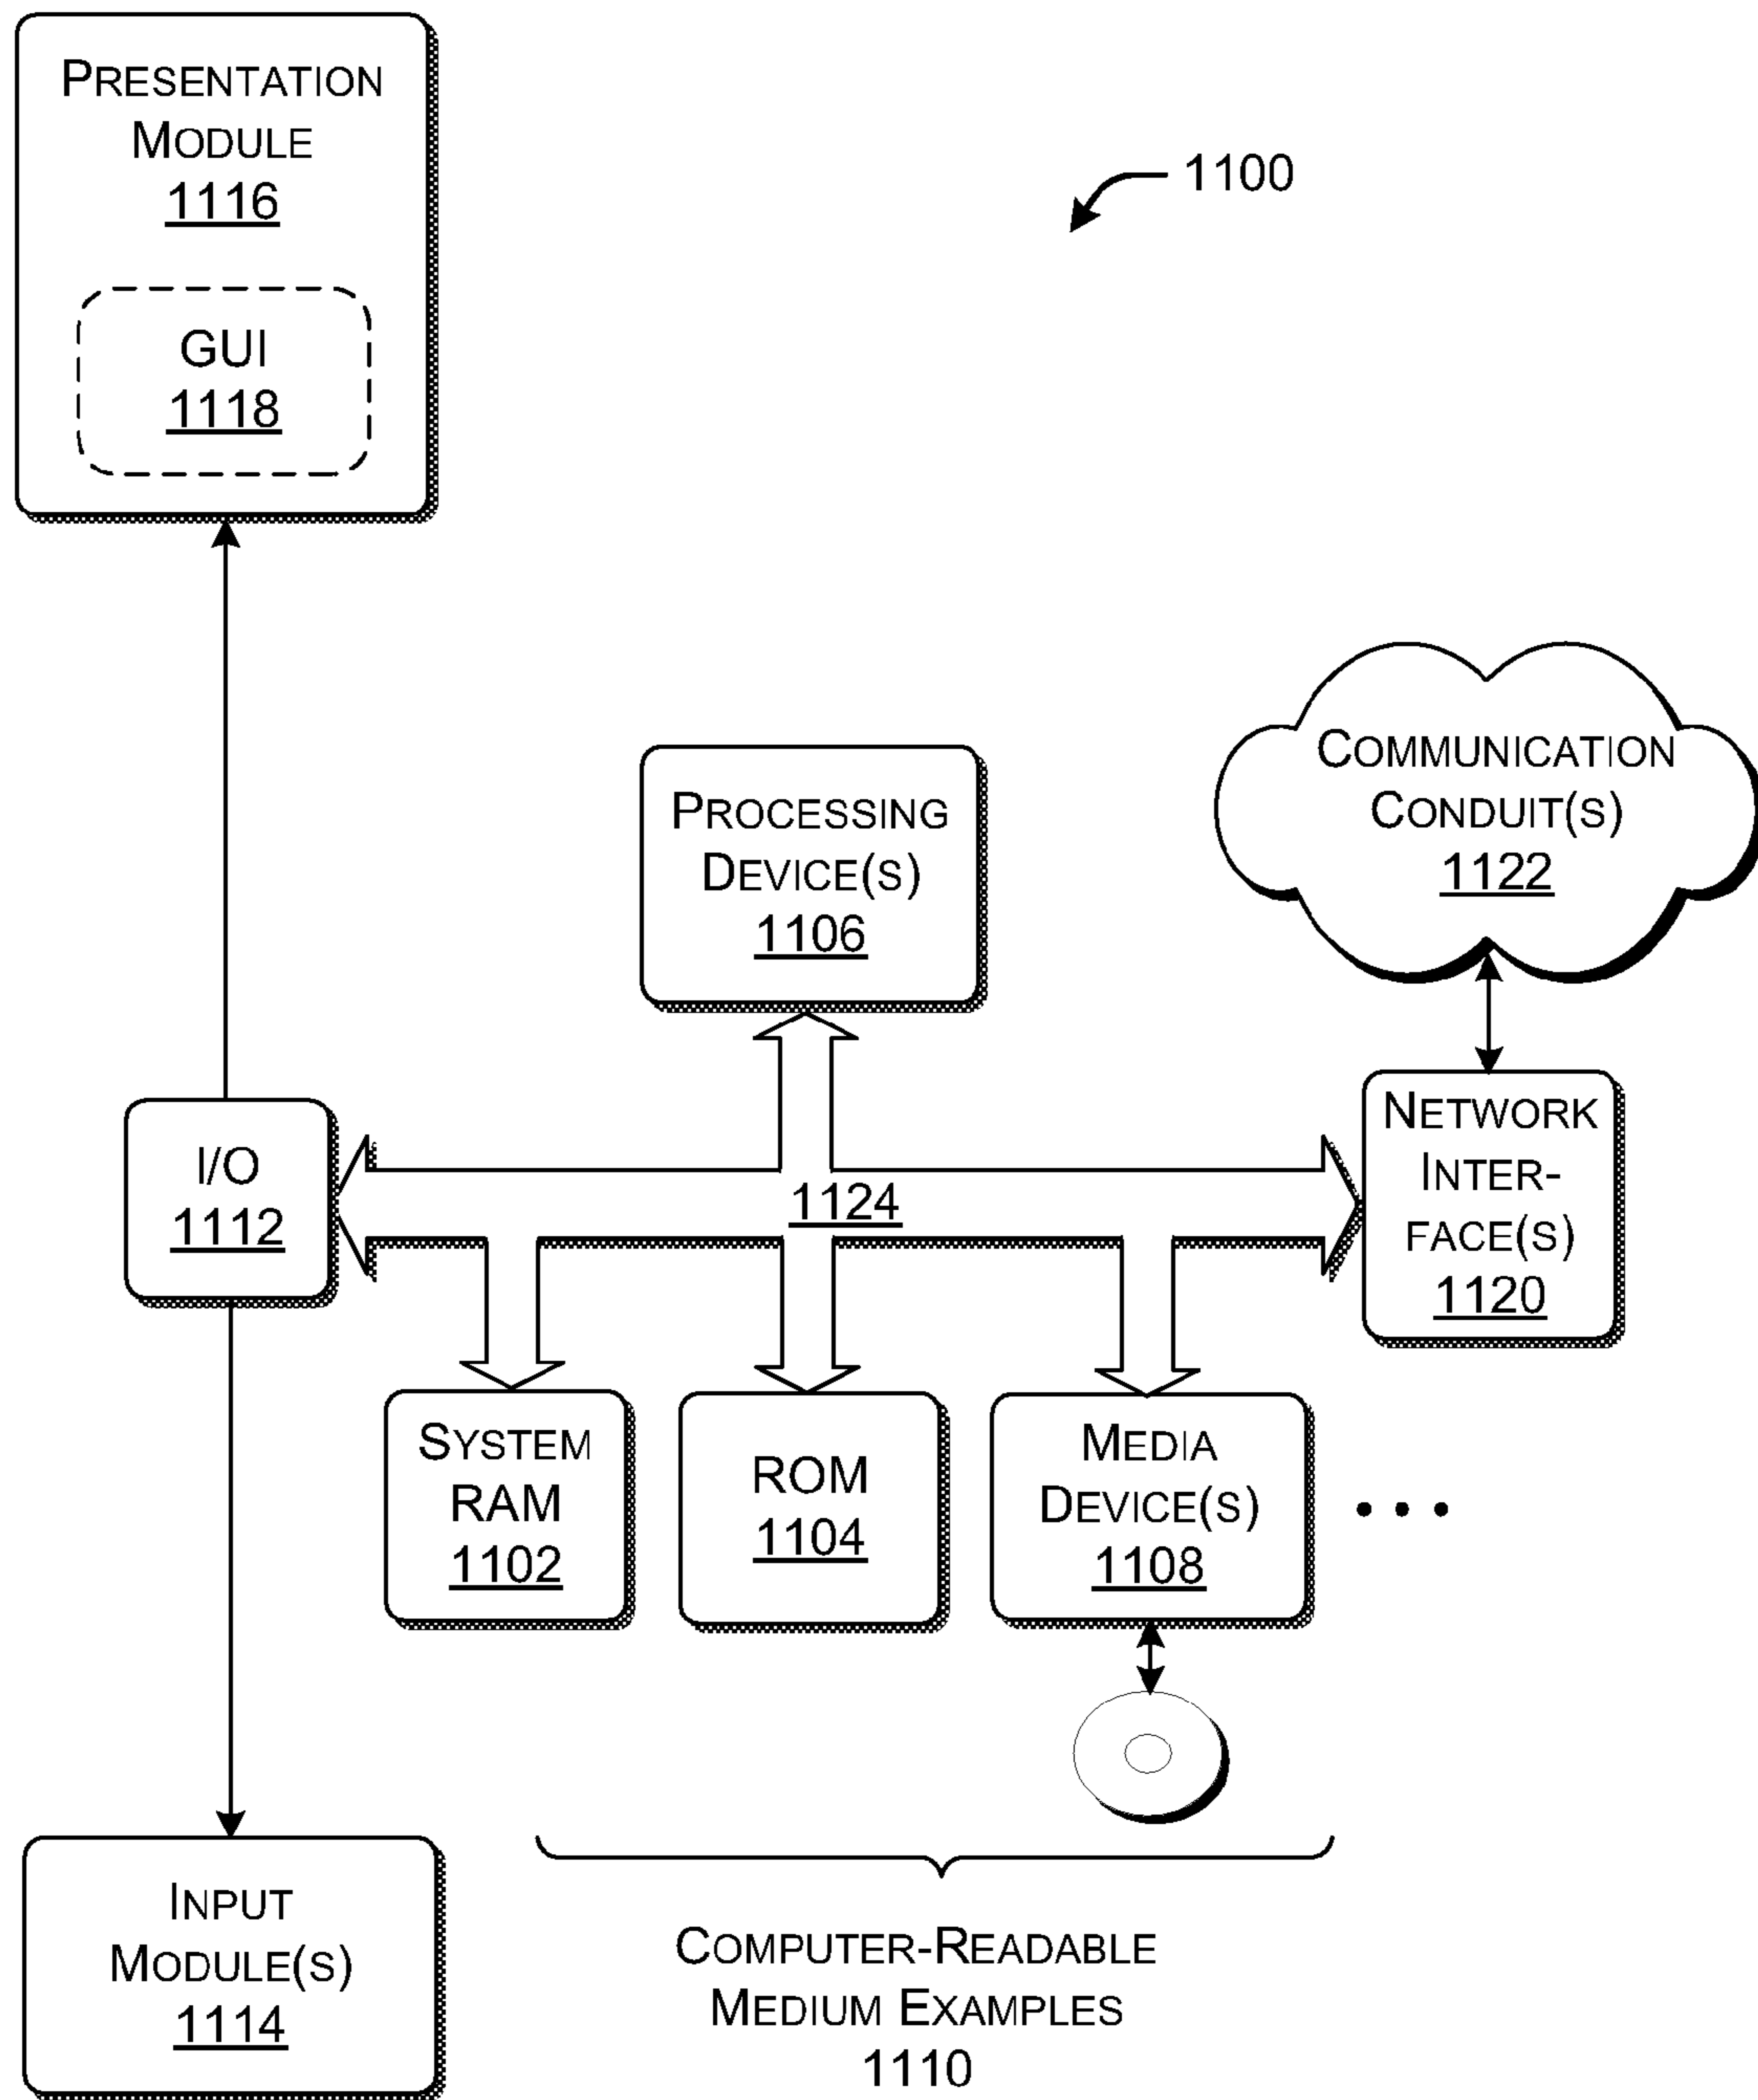 PRESENTATION
MODULE
1116
GUI
1118
1100
COMMUNICATION
CONDUIT(S)
1122
PROCESSING
DEVICE(S)
1106
I/O
1112
1124
NETWORK
INTER-
FACE(S)
1120
SYSTEM
RAM
1102
ROM
1104
MEDIA
DEVICE(S)
1108
• • •
INPUT
MODULE(S)
1114
COMPUTER-READABLE
MEDIUM EXAMPLES
1110